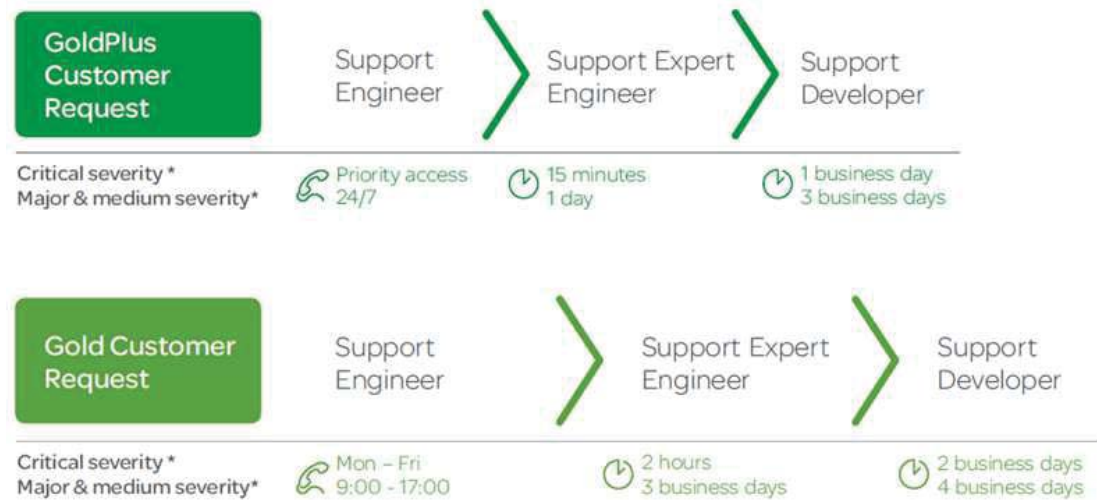 GoldPlus
Customer
Request
Support
Engineer
Support Expert
Engineer
Support
Developer
Critical severity *
Major & medium severity*
Priority access
24/7
15 minutes
1 day
1 business day
3 business days
Gold Customer
Request
Support
Engineer
Support Expert
Engineer
Support
Developer
Critical severity *
Major & medium severity*
Mon – Fri
9:00 - 17:00
2 hours
3 business days
2 business days
4 business days